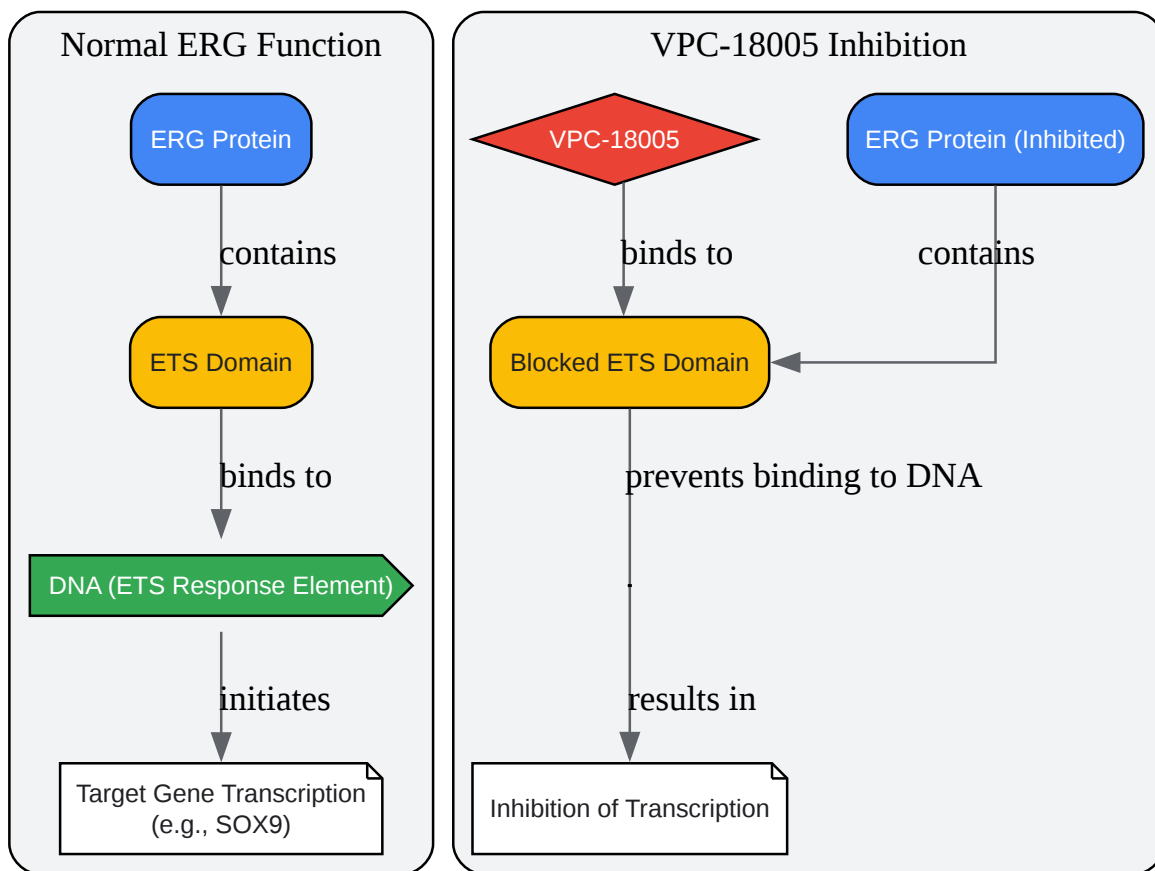 Normal ERG Function
ERG Protein
contains
ETS Domain
binds to
DNA (ETS Response Element)
initiates
Target Gene Transcription
(e.g., SOX9)
VPC-18005 Inhibition
VPC-18005
ERG Protein (Inhibited)
binds to
contains
Blocked ETS Domain
prevents binding to DNA
results in
Inhibition of Transcription